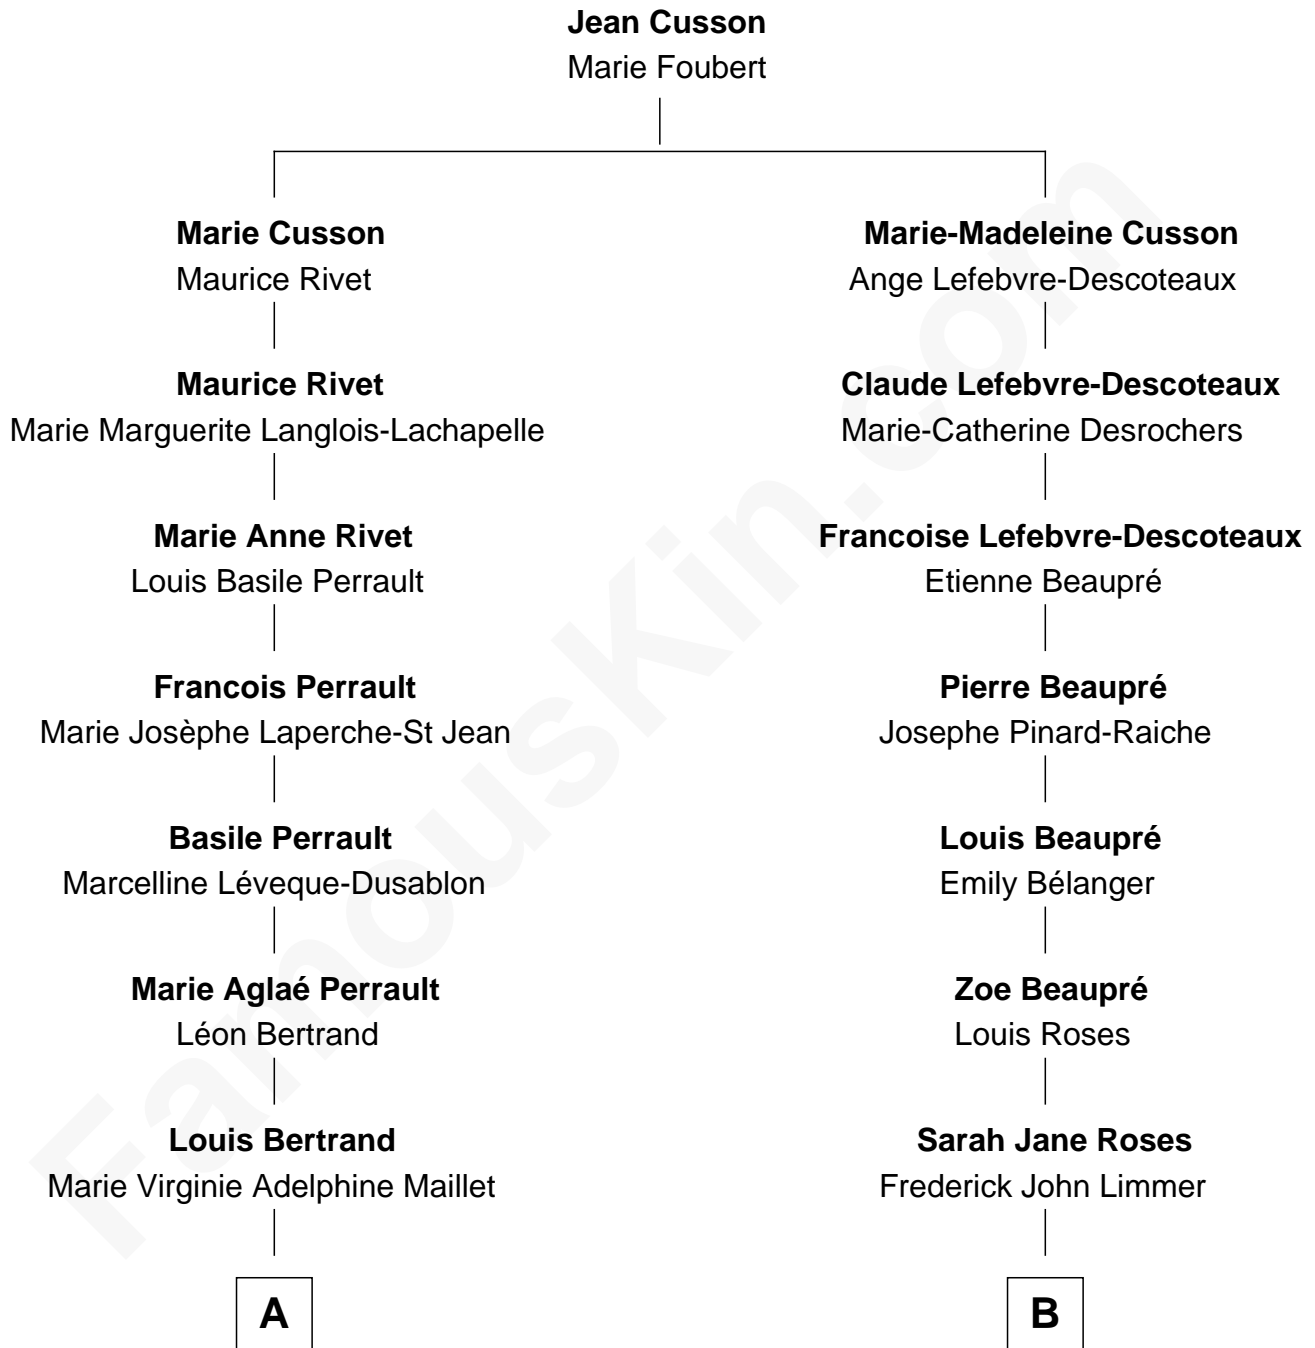 Jean Cusson
Marie Foubert
Marie Cusson
Maurice Rivet
Marie-Madeleine Cusson
Ange Lefebvre-Descoteaux
Maurice Rivet
Marie Marguerite Langlois-Lachapelle
Claude Lefebvre-Descoteaux
Marie-Catherine Desrochers
Marie Anne Rivet
Louis Basile Perrault
Francoise Lefebvre-Descoteaux
Etienne Beaupré
Francois Perrault
Marie Josèphe Laperche-St Jean
Pierre Beaupré
Josephe Pinard-Raiche
Basile Perrault
Marcelline Léveque-Dusablon
Louis Beaupré
Emily Bélanger
Marie Aglaé Perrault
Léon Bertrand
Zoe Beaupré
Louis Roses
Louis Bertrand
Marie Virginie Adelphine Maillet
Sarah Jane Roses
Frederick John Limmer
A
B
FamousKin.com